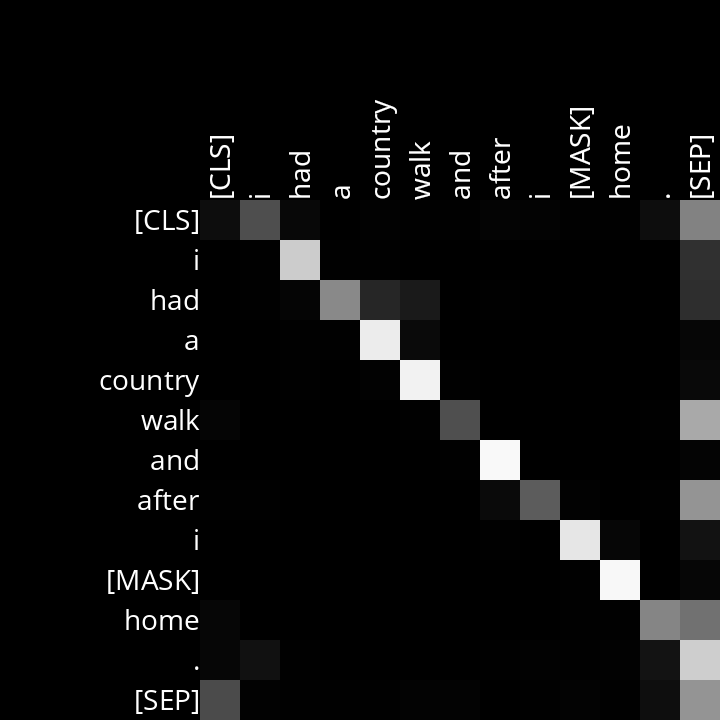 [CLS] i had a country walk and after i [MASK] home . [SEP]
[CLS]
i
had
a
country
walk
and
after
i
[MASK]
home
.
[SEP]